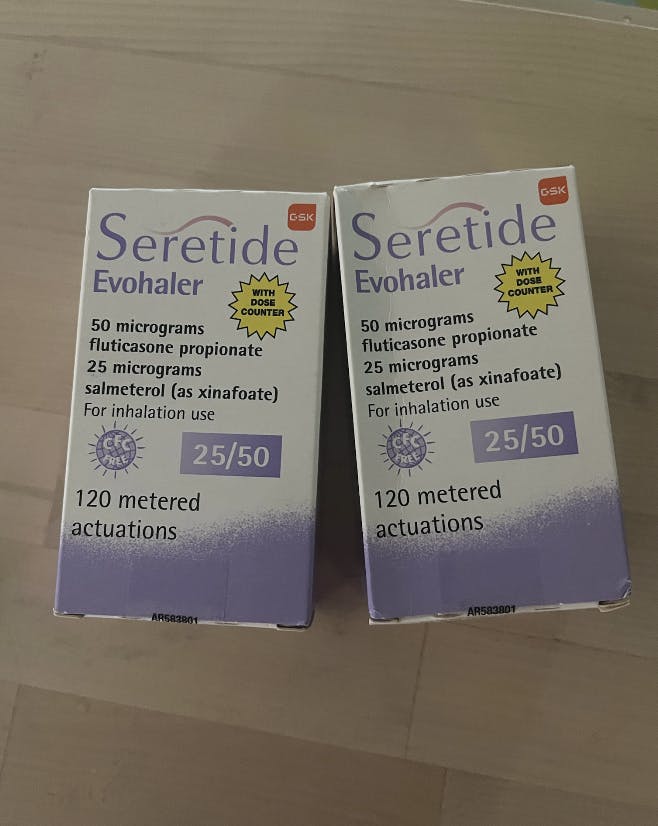 GSK
Seretide
Evohaler
WITH
DOSE
COUNTER
50 micrograms
fluticasone propionate
25 micrograms
salmeterol (as xinafoate)
For inhalation use
CFC
FREE
25/50
120 metered
actuations
AR583801
GSK
Seretide
Evohaler
WITH
DOSE
COUNTER
50 micrograms
fluticasone propionate
25 micrograms
salmeterol (as xinafoate)
For inhalation use
CFC
FREE
25/50
120 metered
actuations
AR583801